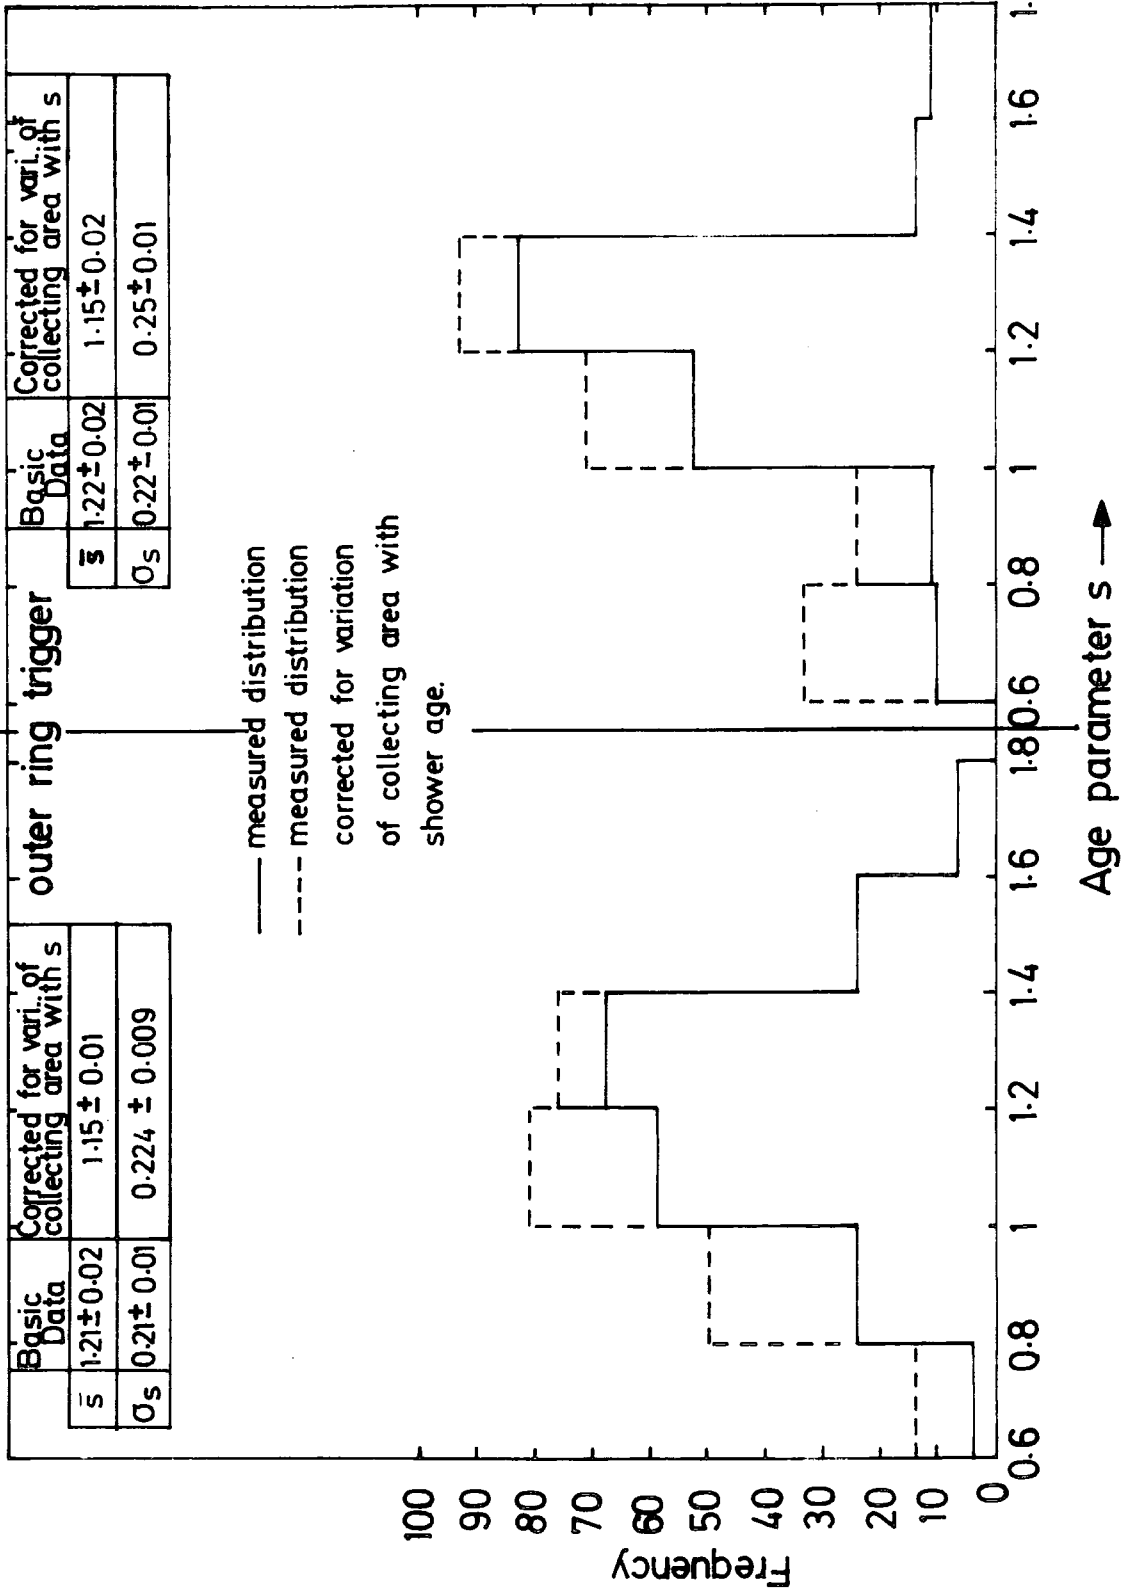 Basic Data Corrected for vari. of collecting area with s
s̄ 1·21±0·02 1·15 ± 0·01
σs 0·21± 0·01 0·224 ± 0·009
outer ring trigger
Basic Data Corrected for vari. of collecting area with s
s̄ 1·22±0·02 1·15±0·02
σs 0·22±0·01 0·25±0·01
measured distribution
measured distribution
corrected for variation
of collecting area with
shower age.
Frequency
100
90
80
70
60
50
40
30
20
10
0
0·6 0·8 1 1·2 1·4 1·6 1·8 0·6 0·8 1 1·2 1·4 1·6 1·
Age parameter s